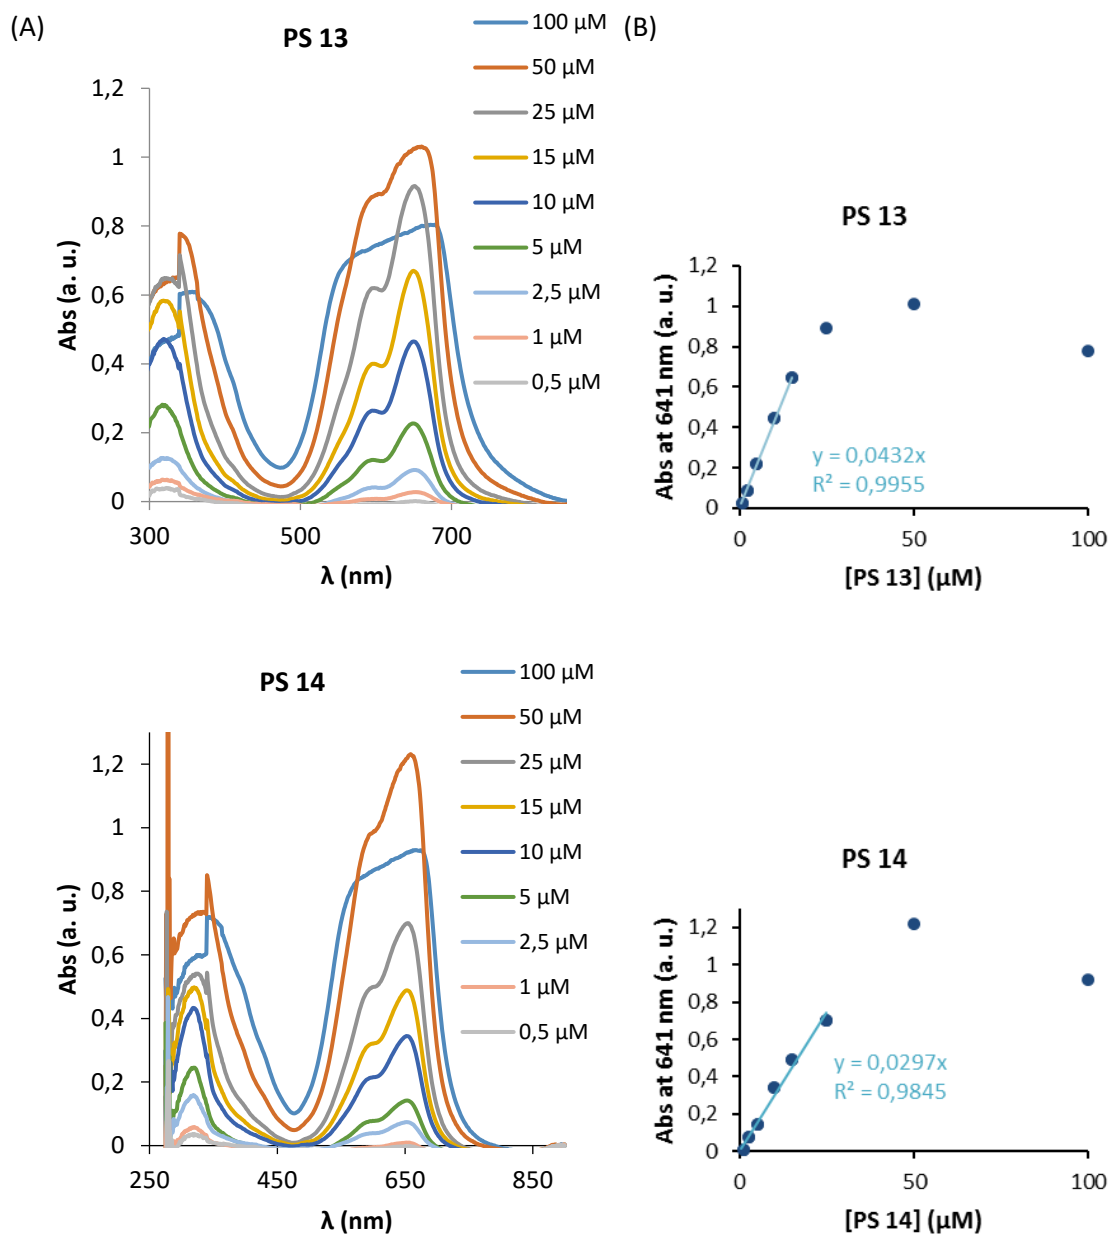 (A)
PS 13
100 µM
50 µM
25 µM
15 µM
10 µM
5 µM
2,5 µM
1 µM
0,5 µM
Abs (a. u.)
1,2
1
0,8
0,6
0,4
0,2
0
300
500
700
λ (nm)
(B)
PS 13
Abs at 641 nm (a. u.)
1,2
1
0,8
0,6
0,4
0,2
0
y = 0,0432x
R² = 0,9955
0
50
100
[PS 13] (µM)
PS 14
100 µM
50 µM
25 µM
15 µM
10 µM
5 µM
2,5 µM
1 µM
0,5 µM
Abs (a. u.)
1,2
1
0,8
0,6
0,4
0,2
0
250
450
650
850
λ (nm)
PS 14
Abs at 641 nm (a. u.)
1,2
1
0,8
0,6
0,4
0,2
0
y = 0,0297x
R² = 0,9845
0
50
100
[PS 14] (µM)